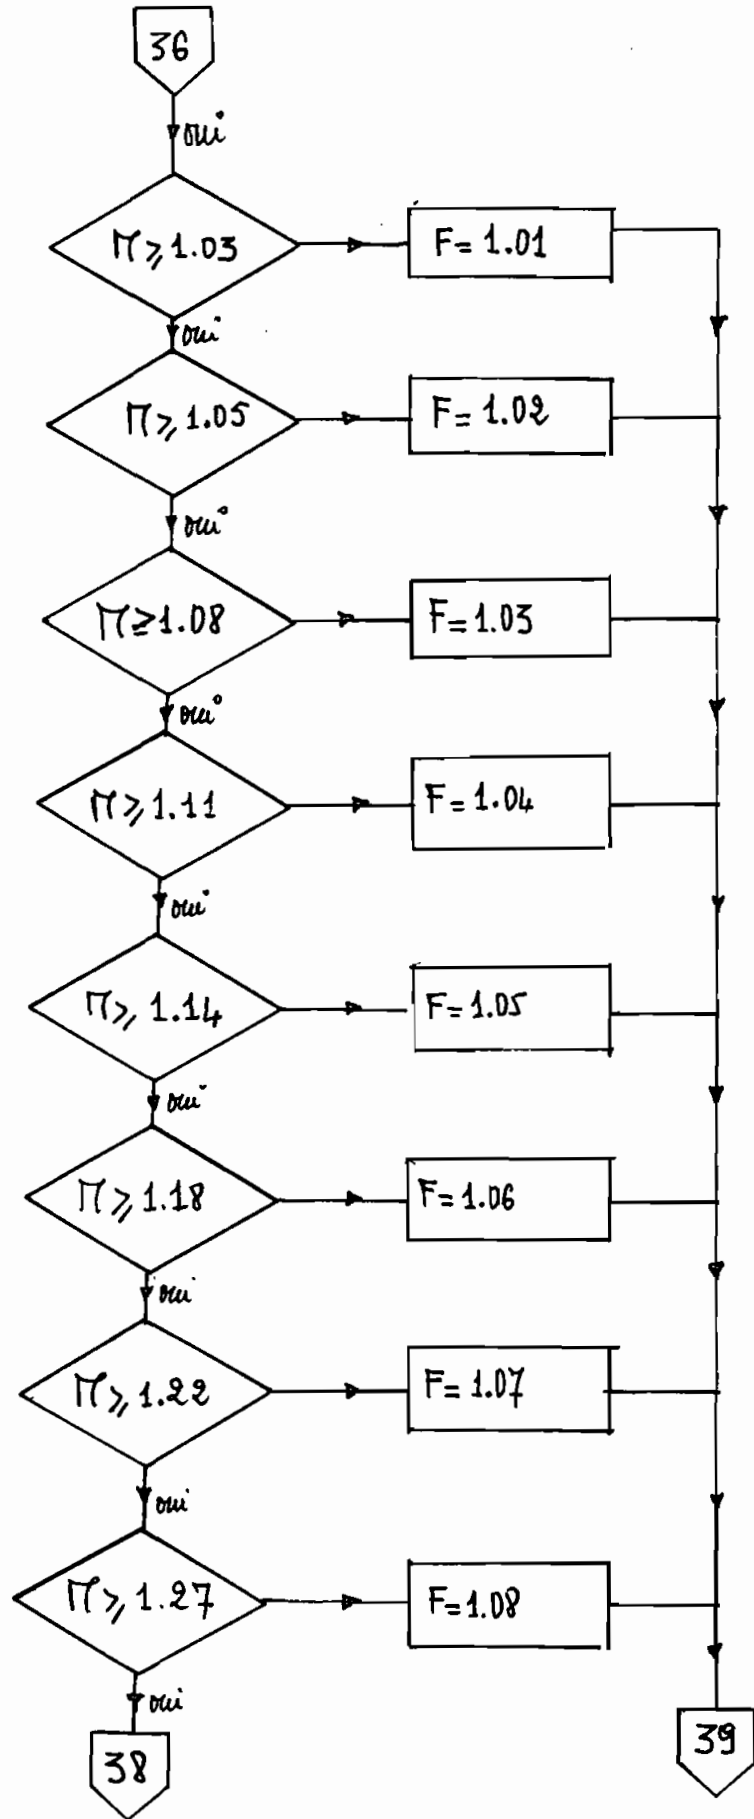 36
oui
M ≥ 1.03
F = 1.01
oui
M ≥ 1.05
F = 1.02
oui
M ≥ 1.08
F = 1.03
oui
M ≥ 1.11
F = 1.04
oui
M ≥ 1.14
F = 1.05
oui
M ≥ 1.18
F = 1.06
oui
M ≥ 1.22
F = 1.07
oui
M ≥ 1.27
F = 1.08
oui
38
39